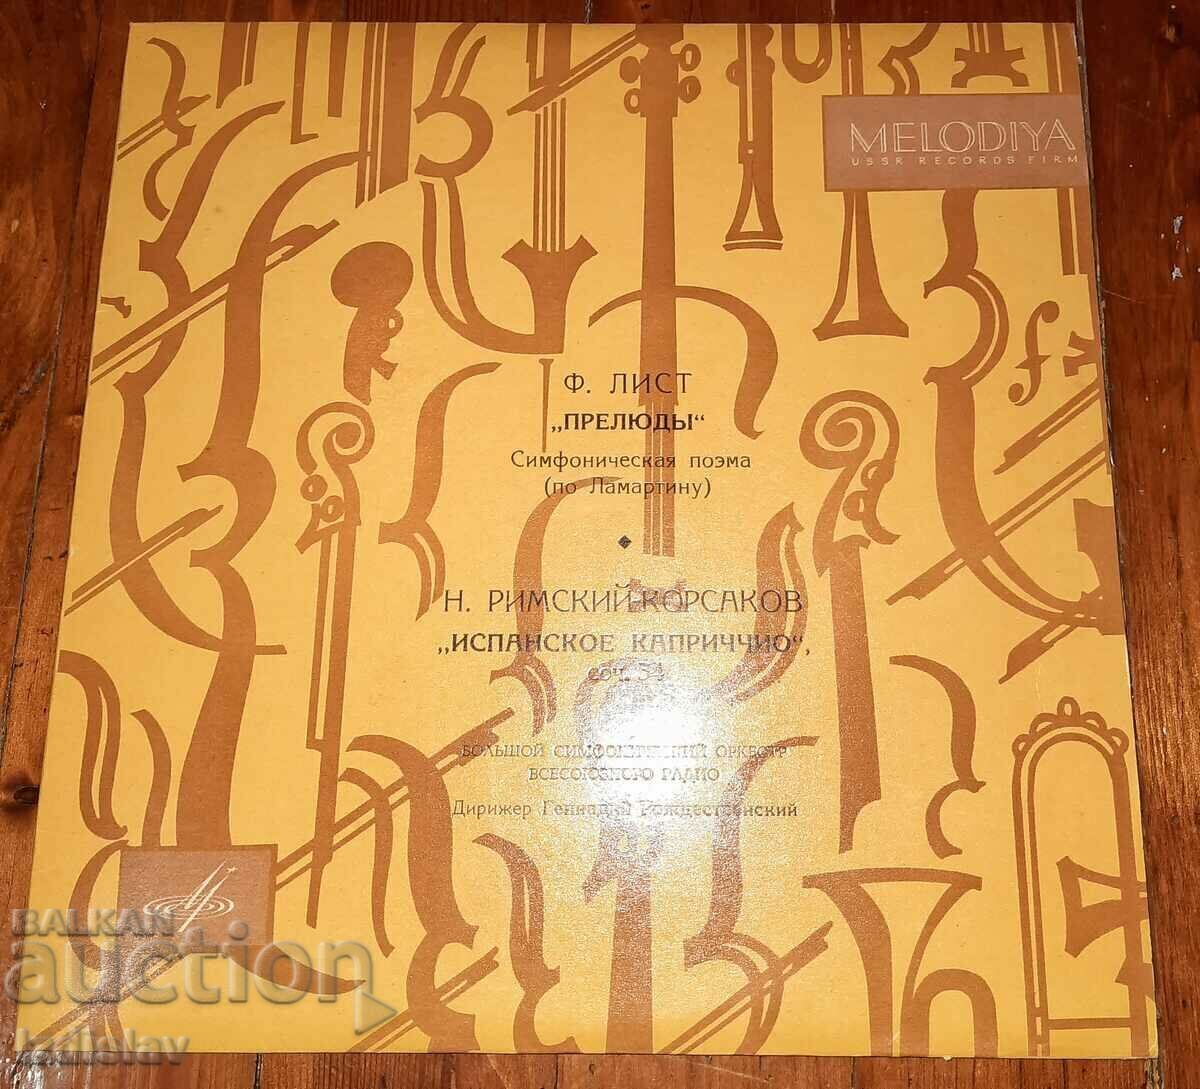 MELODIYA
USSR RECORDS FIRM
Ф. ЛИСТ
„ПРЕЛЮДЫ“
Симфоническая поэма
(по Ламартину)
Н. РИМСКИЙ-КОРСАКОВ
„ИСПАНСКОЕ КАПРИЧЧИО“,
соч. 34
БОЛЬШОЙ СИМФОНИЧЕСКИЙ ОРКЕСТР
ВСЕСОЮЗНОГО РАДИО
Дирижер Геннадий Рождественский
BALKAN
auction
ladislav